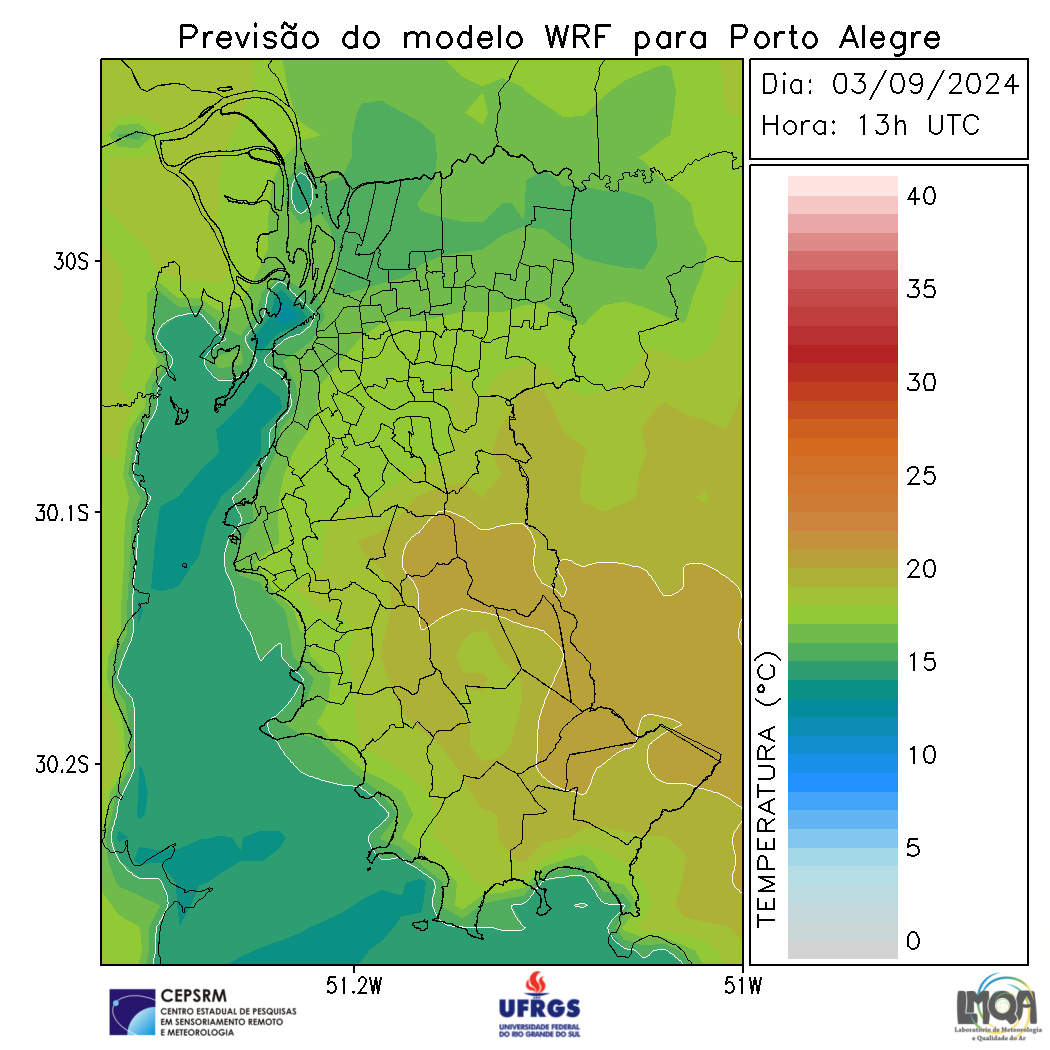 Previsão do modelo WRF para Porto Alegre
Dia: 03/09/2024
Hora: 13h UTC
40
35
30
25
20
15
10
5
0
TEMPERATURA (°C)
30S
30.1S
30.2S
51.2W
51W
CEPSRM
CENTRO ESTADUAL DE PESQUISAS
EM SENSORIAMENTO REMOTO
E METEOROLOGIA
UFRGS
UNIVERSIDADE FEDERAL
DO RIO GRANDE DO SUL
LMQA
Laboratório de Meteorologia
e Qualidade do Ar